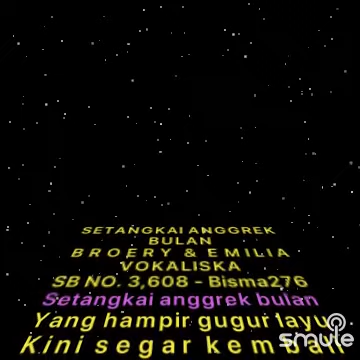 SETANGKAI ANGGREK
BULAN
BROERY & EMILIA
VOKALISKA
SB NO. 3,608 - Bisma276
Setangkai anggrek bulan
Yang hampir gugur layu
Kini segar kembali
smule